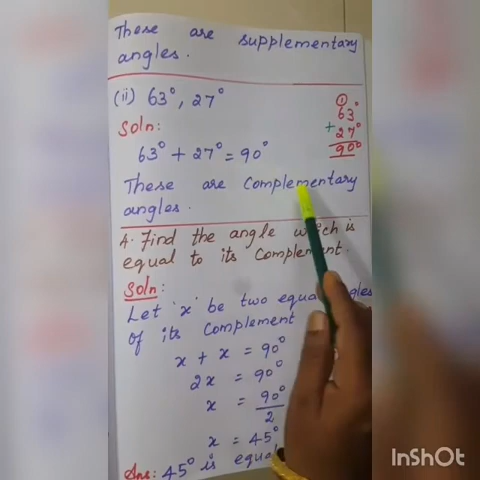 These are supplementary
angles.
(ii) 63°, 27°
Soln:
63° + 27° = 90°
①
63°
+ 27°
90°
These are Complementary
angles.
4. Find the angle which is
equal to its Complement.
Soln:
Let 'x' be two equal angles
of its Complement
x + x = 90°
2x = 90°
x = 90°/2
x = 45°
Ans: 45° is equal
InShOt